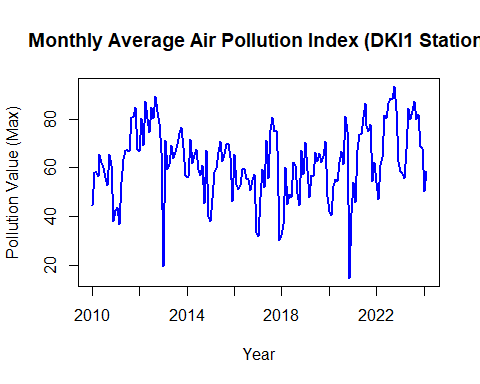 Monthly Average Air Pollution Index (DKI1 Station
Pollution Value (Max)
80
60
40
20
2010 2014 2018 2022
Year